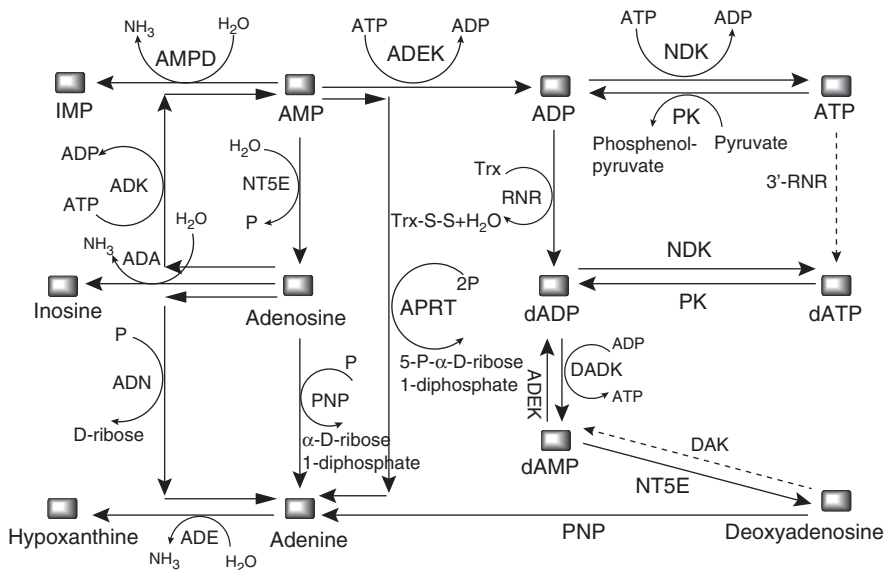 NH3 H2O ATP ADP ATP ADP
AMPD ADEK NDK
IMP AMP ADP ATP
PK
Phosphenol-
pyruvate
Pyruvate
ADP
ADK
ATP
H2O
NT5E
P
Trx
RNR
Trx-S-S+H2O
3'-RNR
NH3 ADA H2O
NDK
PK
Inosine Adenosine dADP dATP
2P
APRT
5-P-α-D-ribose
1-diphosphate
P
ADN
D-ribose
P
PNP
α-D-ribose
1-diphosphate
ADEK
ADP
DADK
ATP
dAMP
DAK
NT5E
Hypoxanthine Adenine Deoxyadenosine
PNP
ADE
NH3 H2O